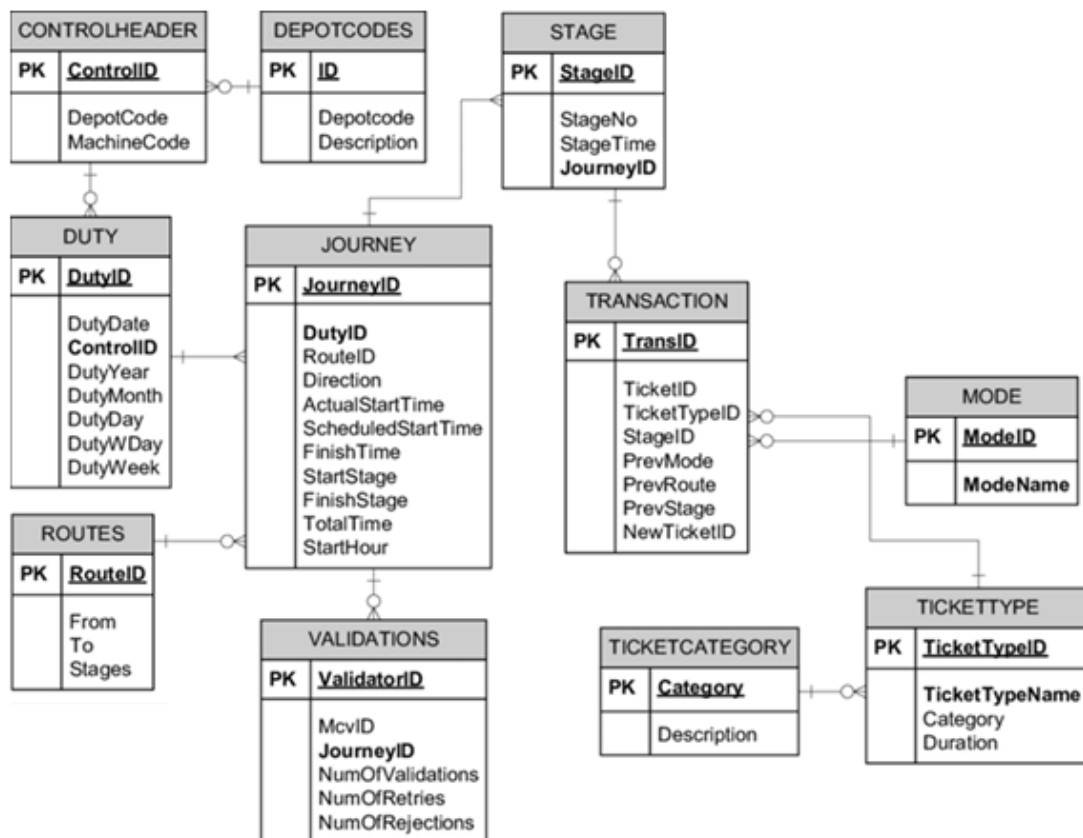 CONTROLHEADER
PK ControlID
DepotCode
MachineCode
DEPOTCODES
PK ID
Depotcode
Description
STAGE
PK StageID
StageNo
StageTime
JourneyID
DUTY
PK DutyID
DutyDate
ControlID
DutyYear
DutyMonth
DutyDay
DutyWDay
DutyWeek
JOURNEY
PK JourneyID
DutyID
RouteID
Direction
ActualStartTime
ScheduledStartTime
FinishTime
StartStage
FinishStage
TotalTime
StartHour
TRANSACTION
PK TransID
TicketID
TicketTypeID
StageID
PrevMode
PrevRoute
PrevStage
NewTicketID
MODE
PK ModeID
ModeName
ROUTES
PK RouteID
From
To
Stages
VALIDATIONS
PK ValidatorID
McvID
JourneyID
NumOfValidations
NumOfRetries
NumOfRejections
TICKETCATEGORY
PK Category
Description
TICKETTYPE
PK TicketTypeID
TicketTypeName
Category
Duration